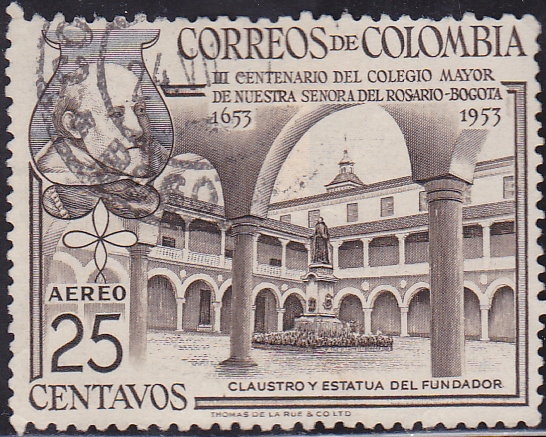 CORREOS DE COLOMBIA
III CENTENARIO DEL COLEGIO MAYOR
DE NUESTRA SENORA DEL ROSARIO-BOGOTA
1653 1953
AEREO
25
CENTAVOS
CLAUSTRO Y ESTATUA DEL FUNDADOR
THOMAS DE LA RUE & CO LTD